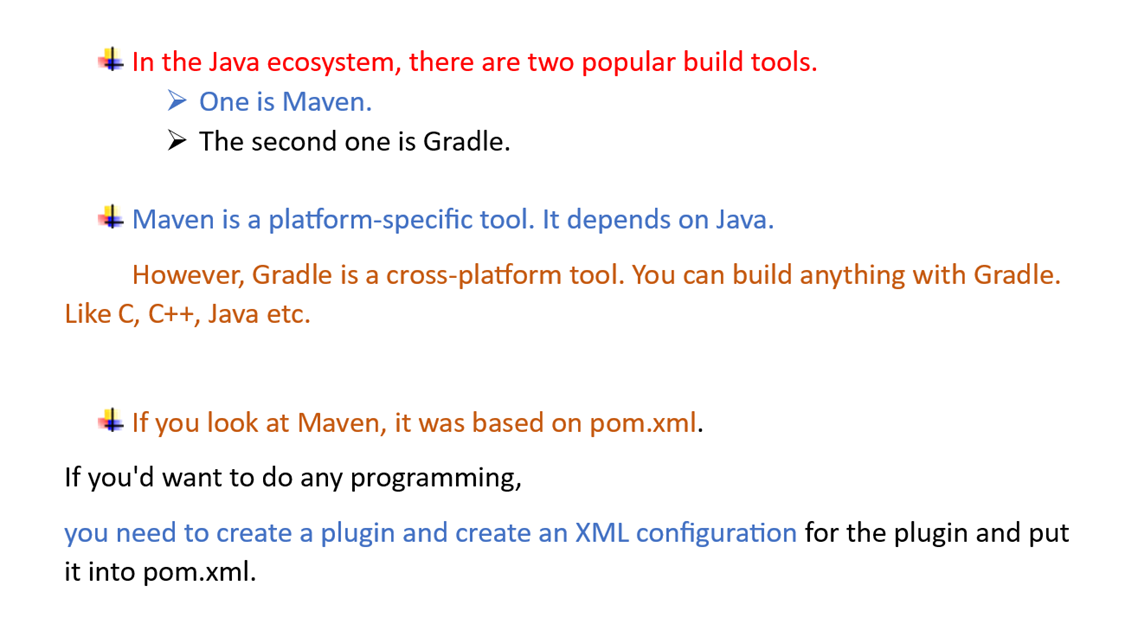 In the Java ecosystem, there are two popular build tools.
One is Maven.
The second one is Gradle.
Maven is a platform-specific tool. It depends on Java.
However, Gradle is a cross-platform tool. You can build anything with Gradle.
Like C, C++, Java etc.
If you look at Maven, it was based on pom.xml.
If you'd want to do any programming,
you need to create a plugin and create an XML configuration for the plugin and put
it into pom.xml.